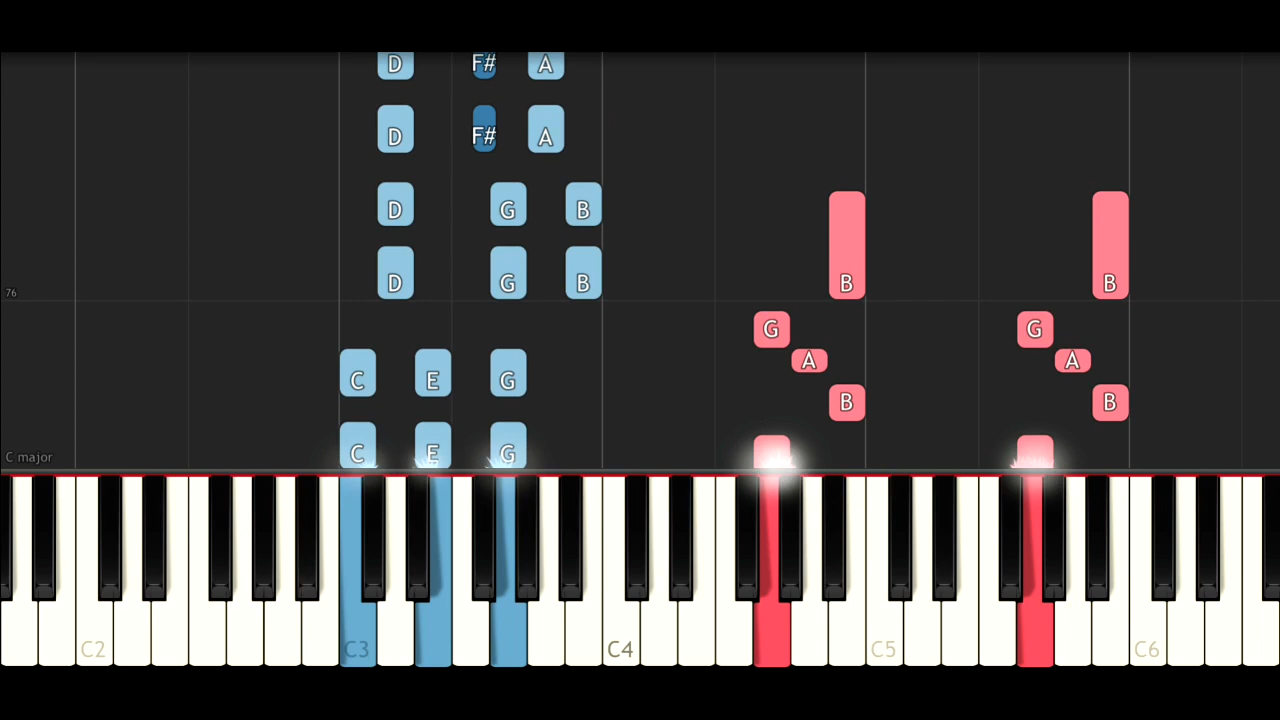 D F# A
D F# A
D G B
D G B B B
76
G G
A A
C E G
B B
C E G
C major
C2 C3 C4 C5 C6